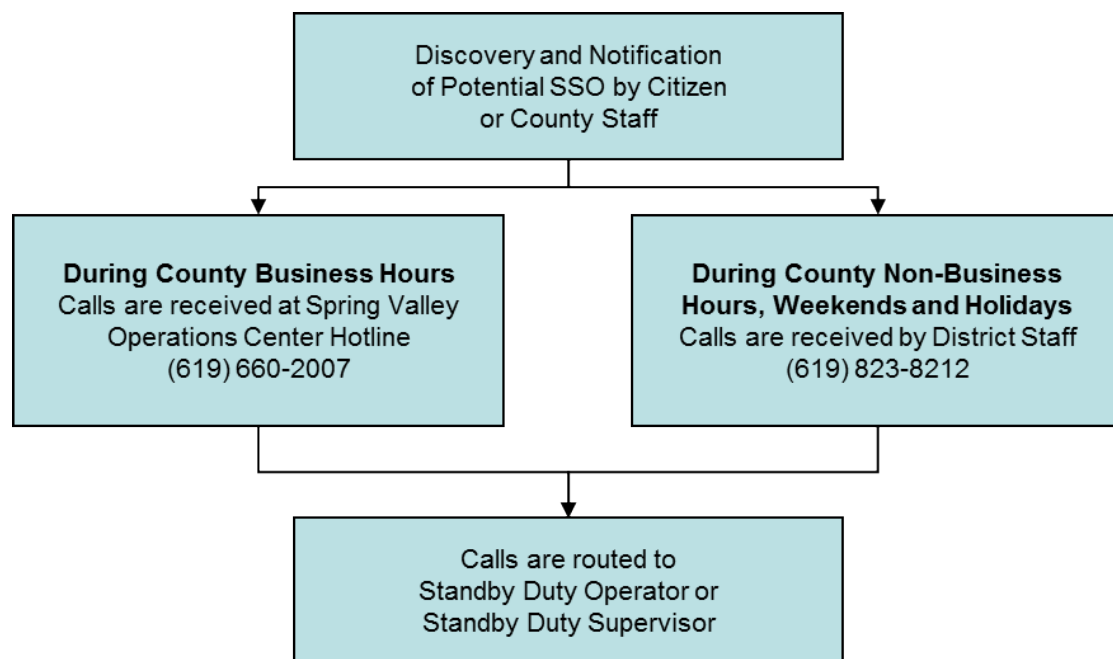 Discovery and Notification
of Potential SSO by Citizen
or County Staff
During County Business Hours
Calls are received at Spring Valley
Operations Center Hotline
(619) 660-2007
During County Non-Business
Hours, Weekends and Holidays
Calls are received by District Staff
(619) 823-8212
Calls are routed to
Standby Duty Operator or
Standby Duty Supervisor